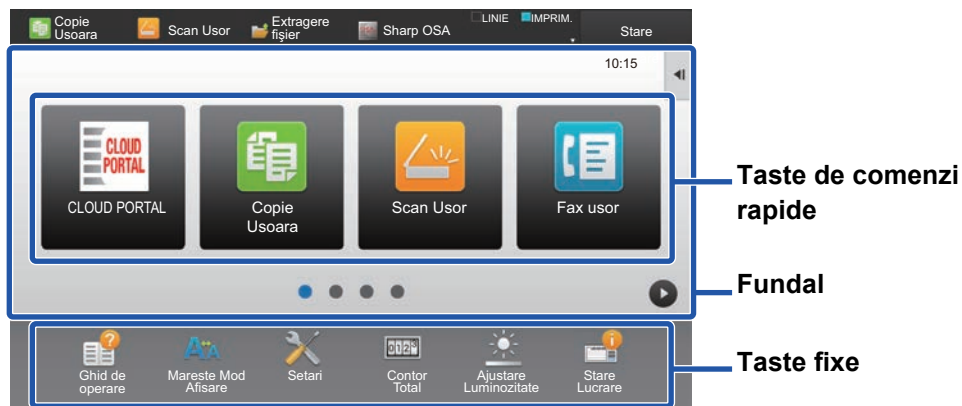 Copie
Usoara
Scan Usor
Extragere
fişier
Sharp OSA
LINIE
IMPRIM.
Stare
10:15
CLOUD
PORTAL
CLOUD PORTAL
Copie
Usoara
Scan Usor
Fax usor
Taste de comenzi
rapide
Fundal
Ghid de
operare
Mareste Mod
Afisare
Setari
Contor
Total
Ajustare
Luminozitate
Stare
Lucrare
Taste fixe